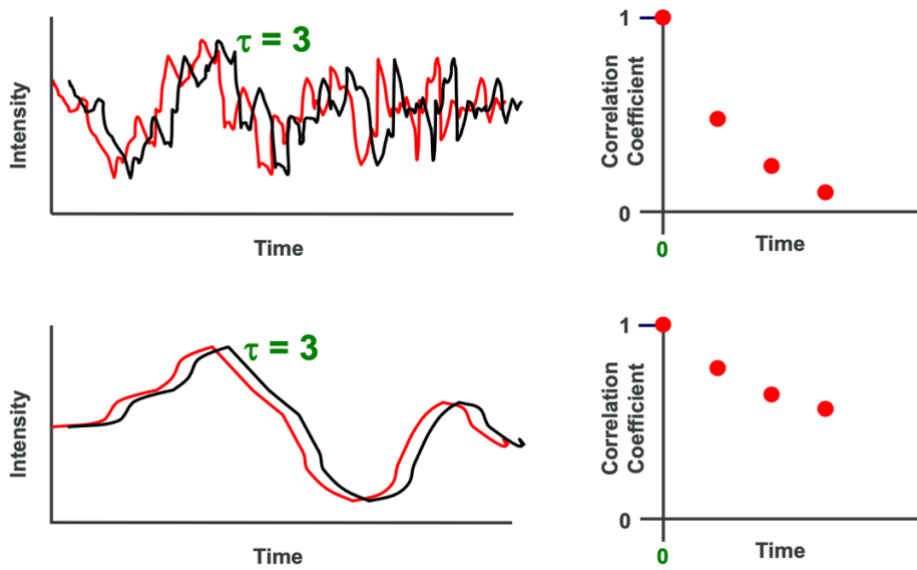 τ = 3
Intensity
Time
1
Correlation
Coefficient
0
0
Time
τ = 3
Intensity
Time
1
Correlation
Coefficient
0
0
Time